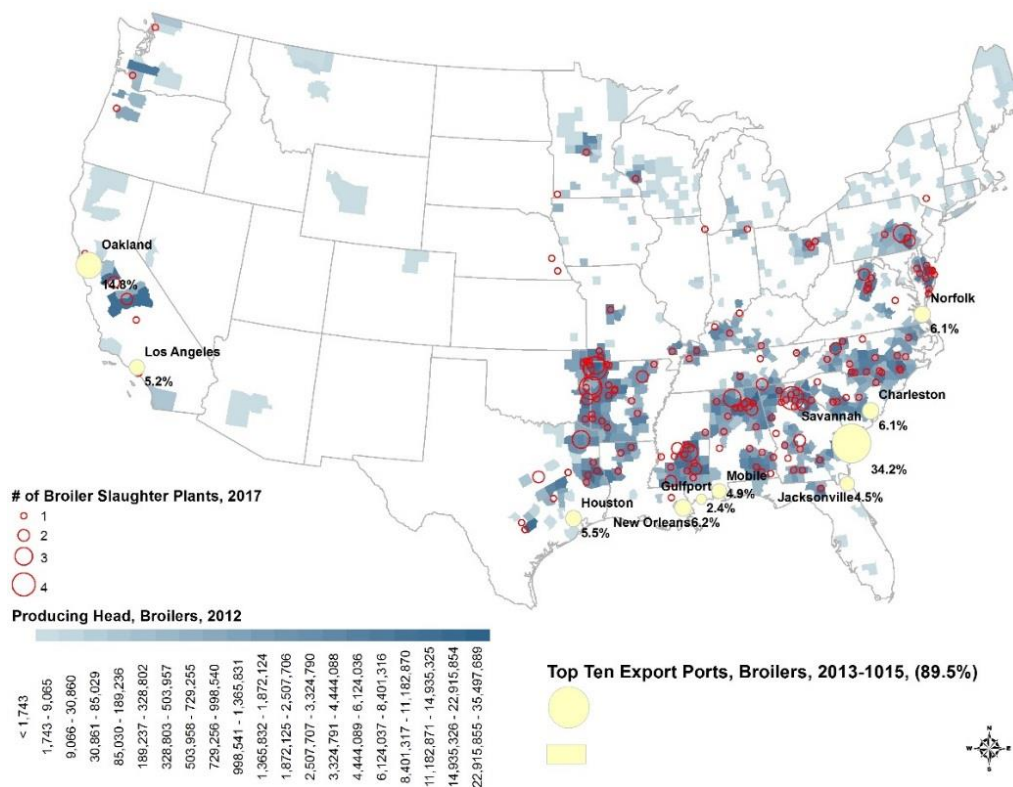 Oakland
14.8%
Los Angeles
5.2%
Norfolk
6.1%
Charleston
6.1%
Savannah
34.2%
Jacksonville4.5%
Mobile
4.9%
Gulfport
2.4%
New Orleans6.2%
Houston
5.5%
# of Broiler Slaughter Plants, 2017
1
2
3
4
Producing Head, Broilers, 2012
< 1,743
1,743 - 9,065
9,066 - 30,860
30,861 - 85,029
85,030 - 189,236
189,237 - 328,802
328,803 - 503,957
503,958 - 729,255
729,256 - 998,540
998,541 - 1,365,831
1,365,832 - 1,872,124
1,872,125 - 2,507,706
2,507,707 - 3,324,790
3,324,791 - 4,444,088
4,444,089 - 6,124,036
6,124,037 - 8,401,316
8,401,317 - 11,182,870
11,182,871 - 14,935,325
14,935,326 - 22,915,854
22,915,855 - 35,497,689
Top Ten Export Ports, Broilers, 2013-1015, (89.5%)
N
W E
S